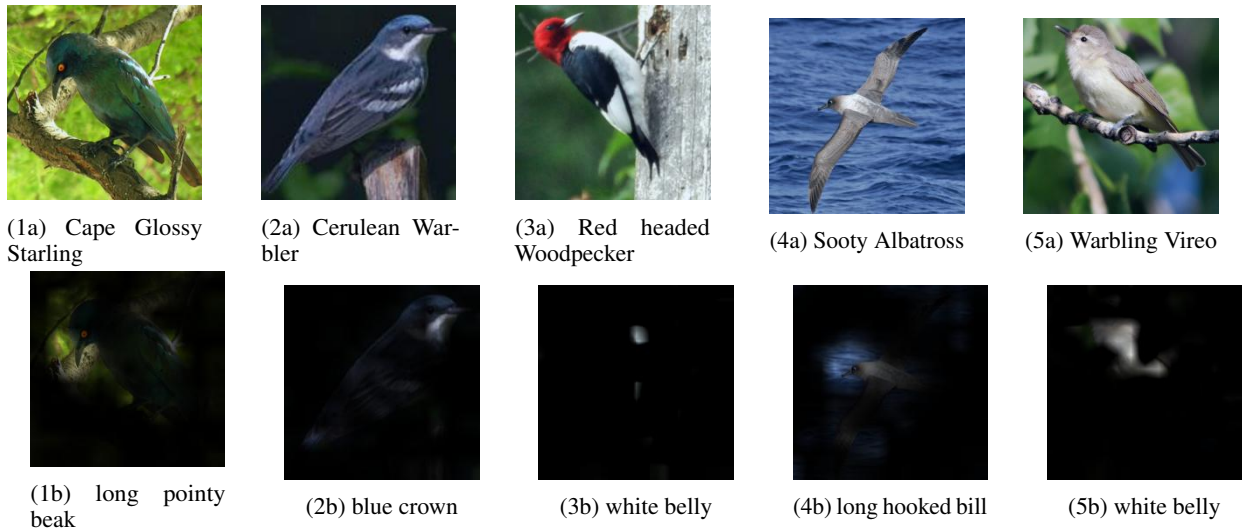 (1a) Cape Glossy
Starling
(2a) Cerulean War-
bler
(3a) Red headed
Woodpecker
(4a) Sooty Albatross
(5a) Warbling Vireo
(1b) long pointy
beak
(2b) blue crown
(3b) white belly
(4b) long hooked bill
(5b) white belly